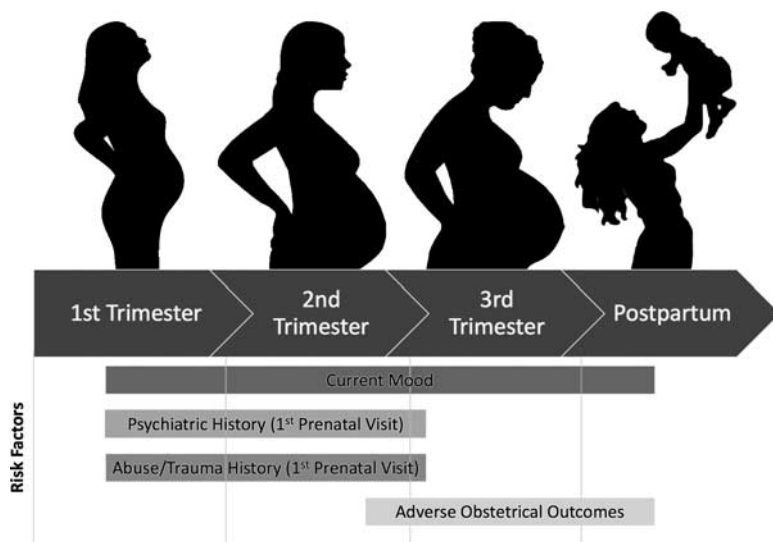 1st Trimester
2nd
Trimester
3rd
Trimester
Postpartum
Risk Factors
Current Mood
Psychiatric History (1st Prenatal Visit)
Abuse/Trauma History (1st Prenatal Visit)
Adverse Obstetrical Outcomes